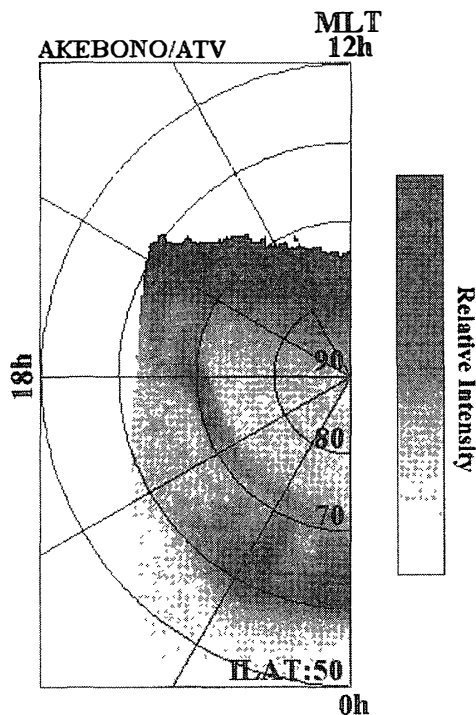 MLT
AKEBONO/ATV 12h
90
18h
80
70
ILAT:50
0h
Relative Intensity